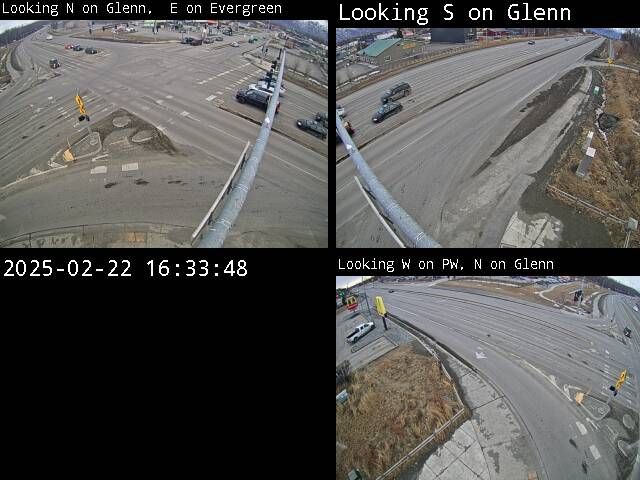 Looking N on Glenn, E on Evergreen
Looking S on Glenn
2025-02-22 16:33:48
Looking W on PW, N on Glenn